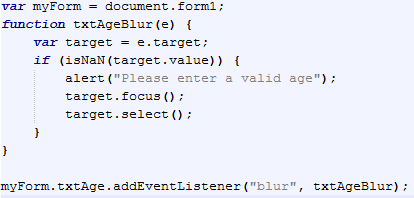 var myForm = document.form1;
function txtAgeBlur(e) {
    var target = e.target;
    if (isNaN(target.value)) {
        alert("Please enter a valid age");
        target.focus();
        target.select();
    }
}
myForm.txtAge.addEventListener("blur", txtAgeBlur);